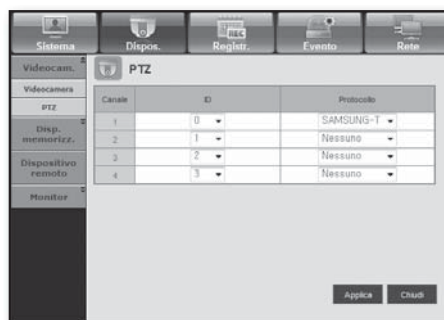 Sistema
Dispos.
Registr.
REC
Evento
Rete
Videocam.
Videocamera
PTZ
Disp. memorizz.
Dispositivo remoto
Monitor
PTZ
Canale ID Protocollo
1 0 SAMSUNG-T
2 1 Nessuno
3 2 Nessuno
4 3 Nessuno
Applica Chiudi